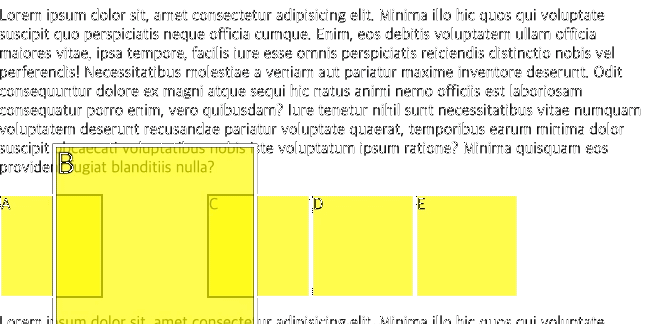 Lorem ipsum dolor sit, amet consectetur adipisicing elit. Minima illo hic quos qui voluptate
suscipit quo perspiciatis neque officia cumque. Enim, eos debitis voluptatem ullam officia
maiores vitae, ipsa tempore, facilis iure esse omnis perspiciatis reiciendis distinctio nobis vel
perferendis! Necessitatibus molestiae a veniam aut pariatur maxime inventore deserunt. Odit
consequuntur dolore ex magni atque sequi hic natus animi nemo officiis est laboriosam
consequatur porro enim, vero quibusdam? Iure tenetur nihil sunt necessitatibus vitae numquam
voluptatem deserunt recusandae pariatur voluptate quaerat, temporibus earum minima dolor
suscipit voluptatibus nobis iste voluptatum ipsum ratione? Minima quisquam eos
blanditiis nulla?
B
A C D E
Lorem ipsum dolor sit, amet consectetur adipisicing elit. Minima illo hic quos qui voluptate